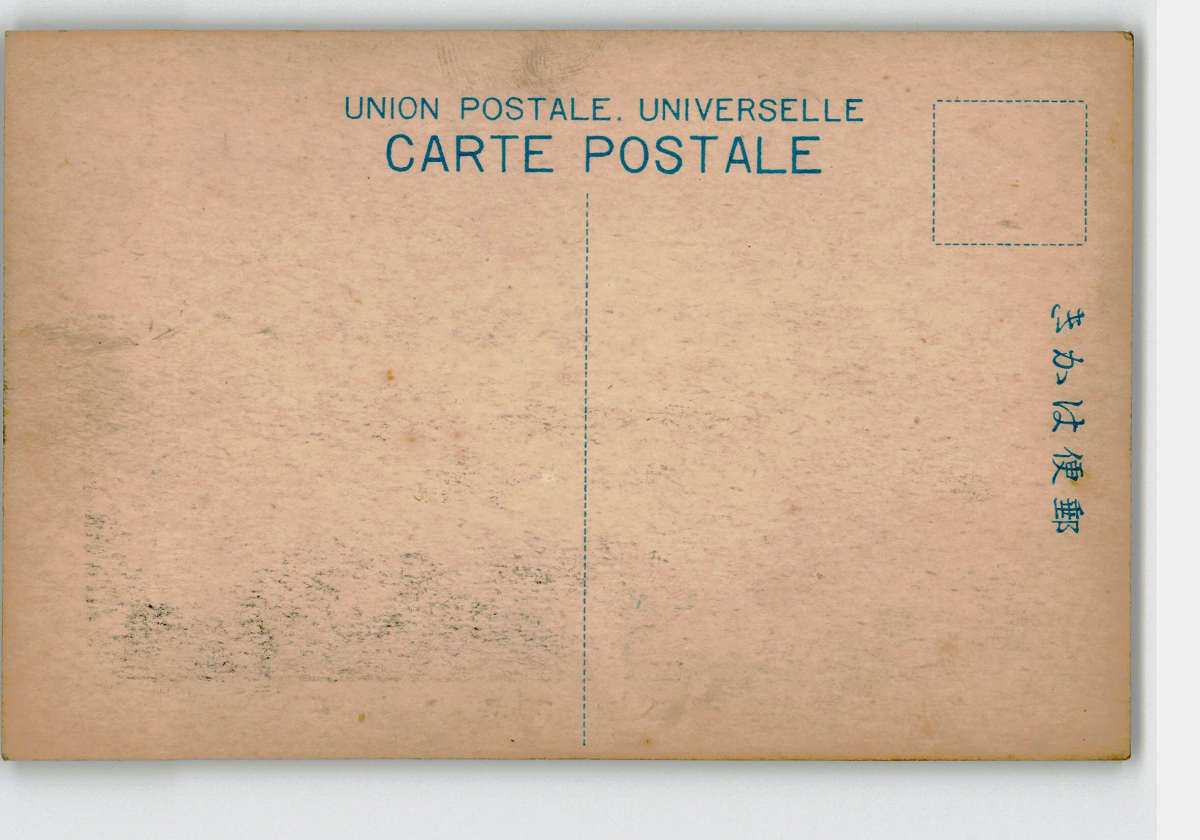 UNION POSTALE. UNIVERSELLE
CARTE POSTALE
郵便はかき